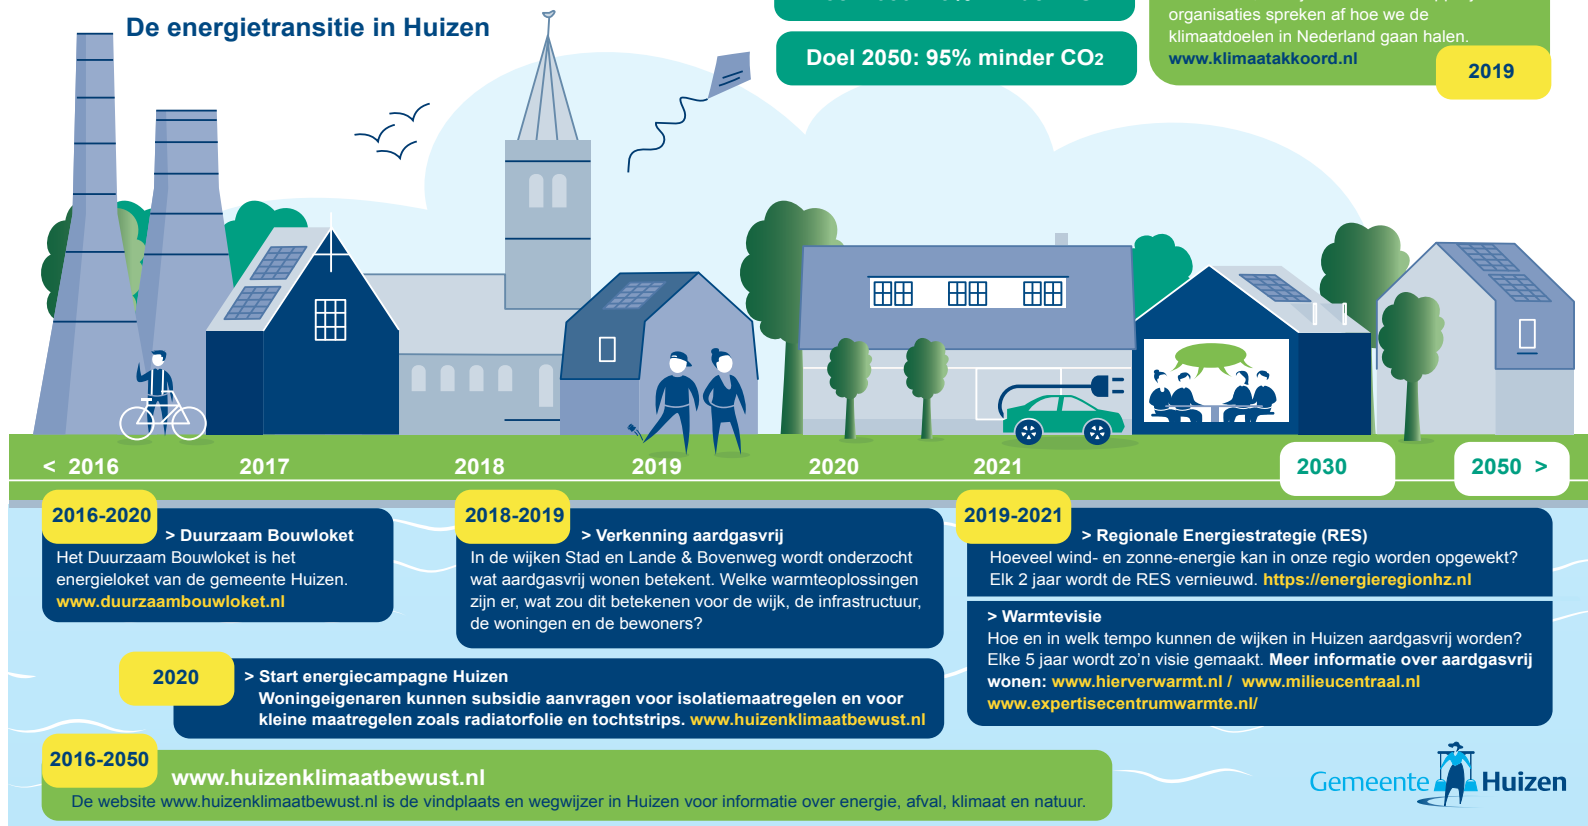 De energietransitie in Huizen
Doel 2050: 95% minder CO2
organisaties spreken af hoe we de
klimaatdoelen in Nederland gaan halen.
www.klimaatakkoord.nl
2019
< 2016
2017
2018
2019
2020
2021
2030
2050 >
2016-2020
> Duurzaam Bouwloket
Het Duurzaam Bouwloket is het
energieloket van de gemeente Huizen.
www.duurzaambouwloket.nl
2018-2019
> Verkenning aardgasvrij
In de wijken Stad en Lande & Bovenweg wordt onderzocht
wat aardgasvrij wonen betekent. Welke warmteoplossingen
zijn er, wat zou dit betekenen voor de wijk, de infrastructuur,
de woningen en de bewoners?
2019-2021
> Regionale Energiestrategie (RES)
Hoeveel wind- en zonne-energie kan in onze regio worden opgewekt?
Elk 2 jaar wordt de RES vernieuwd. https://energieregionhz.nl
> Warmtevisie
Hoe en in welk tempo kunnen de wijken in Huizen aardgasvrij worden?
Elke 5 jaar wordt zo'n visie gemaakt. Meer informatie over aardgasvrij
wonen: www.hierverwarmt.nl / www.milieucentraal.nl
www.expertisecentrumwarmte.nl/
2020
> Start energiecampagne Huizen
Woningeigenaren kunnen subsidie aanvragen voor isolatiemaatregelen en voor
kleine maatregelen zoals radiatorfolie en tochtstrips. www.huizenklimaatbewust.nl
2016-2050
www.huizenklimaatbewust.nl
De website www.huizenklimaatbewust.nl is de vindplaats en wegwijzer in Huizen voor informatie over energie, afval, klimaat en natuur.
Gemeente Huizen